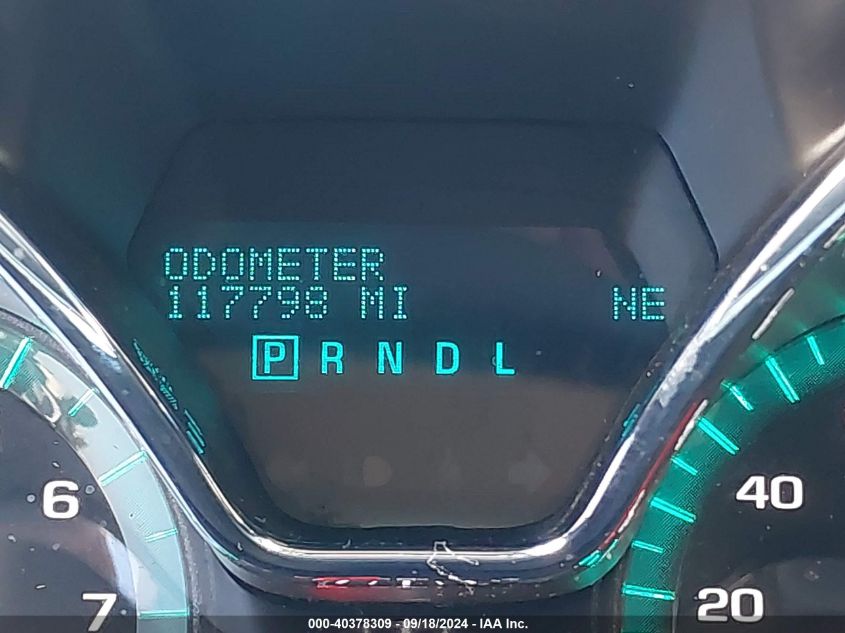 ODOMETER
117798 MI NE
P R N D L
6
40
7
20
000-40378309 - 09/18/2024 - IAA Inc.